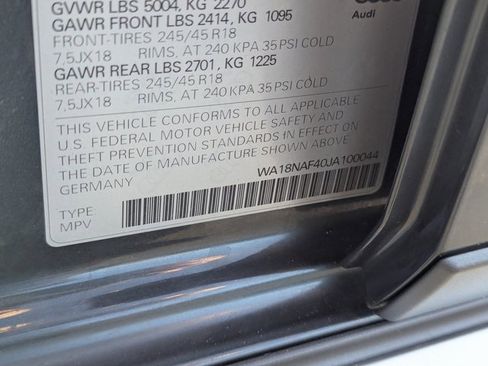 GVWR LBS 5004, KG 2270
GAWR FRONT LBS 2414, KG 1095
FRONT-TIRES 245/45 R18
7,5JX18 RIMS, AT 240 KPA 35 PSI COLD
GAWR REAR LBS 2701, KG 1225
REAR-TIRES 245/45 R18
7,5JX18 RIMS, AT 240 KPA 35 PSI COLD
Audi
THIS VEHICLE CONFORMS TO ALL APPLICABLE
U.S. FEDERAL MOTOR VEHICLE SAFETY AND
THEFT PREVENTION STANDARDS IN EFFECT ON
THE DATE OF MANUFACTURE SHOWN ABOVE
GERMANY
WA18NAF40JA100044
TYPE
MPV